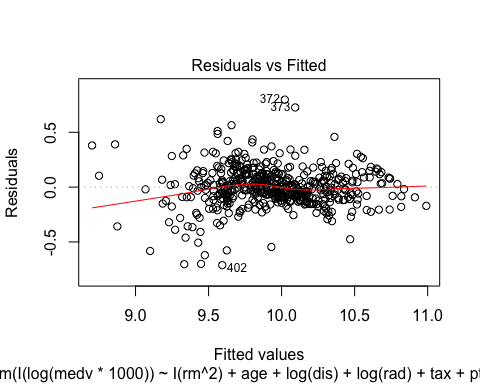 Residuals vs Fitted
372
373
402
Residuals
0.5
0.0
-0.5
9.0 9.5 10.0 10.5 11.0
Fitted values
m(I(log(medv * 1000)) ~ I(rm^2) + age + log(dis) + log(rad) + tax + pt